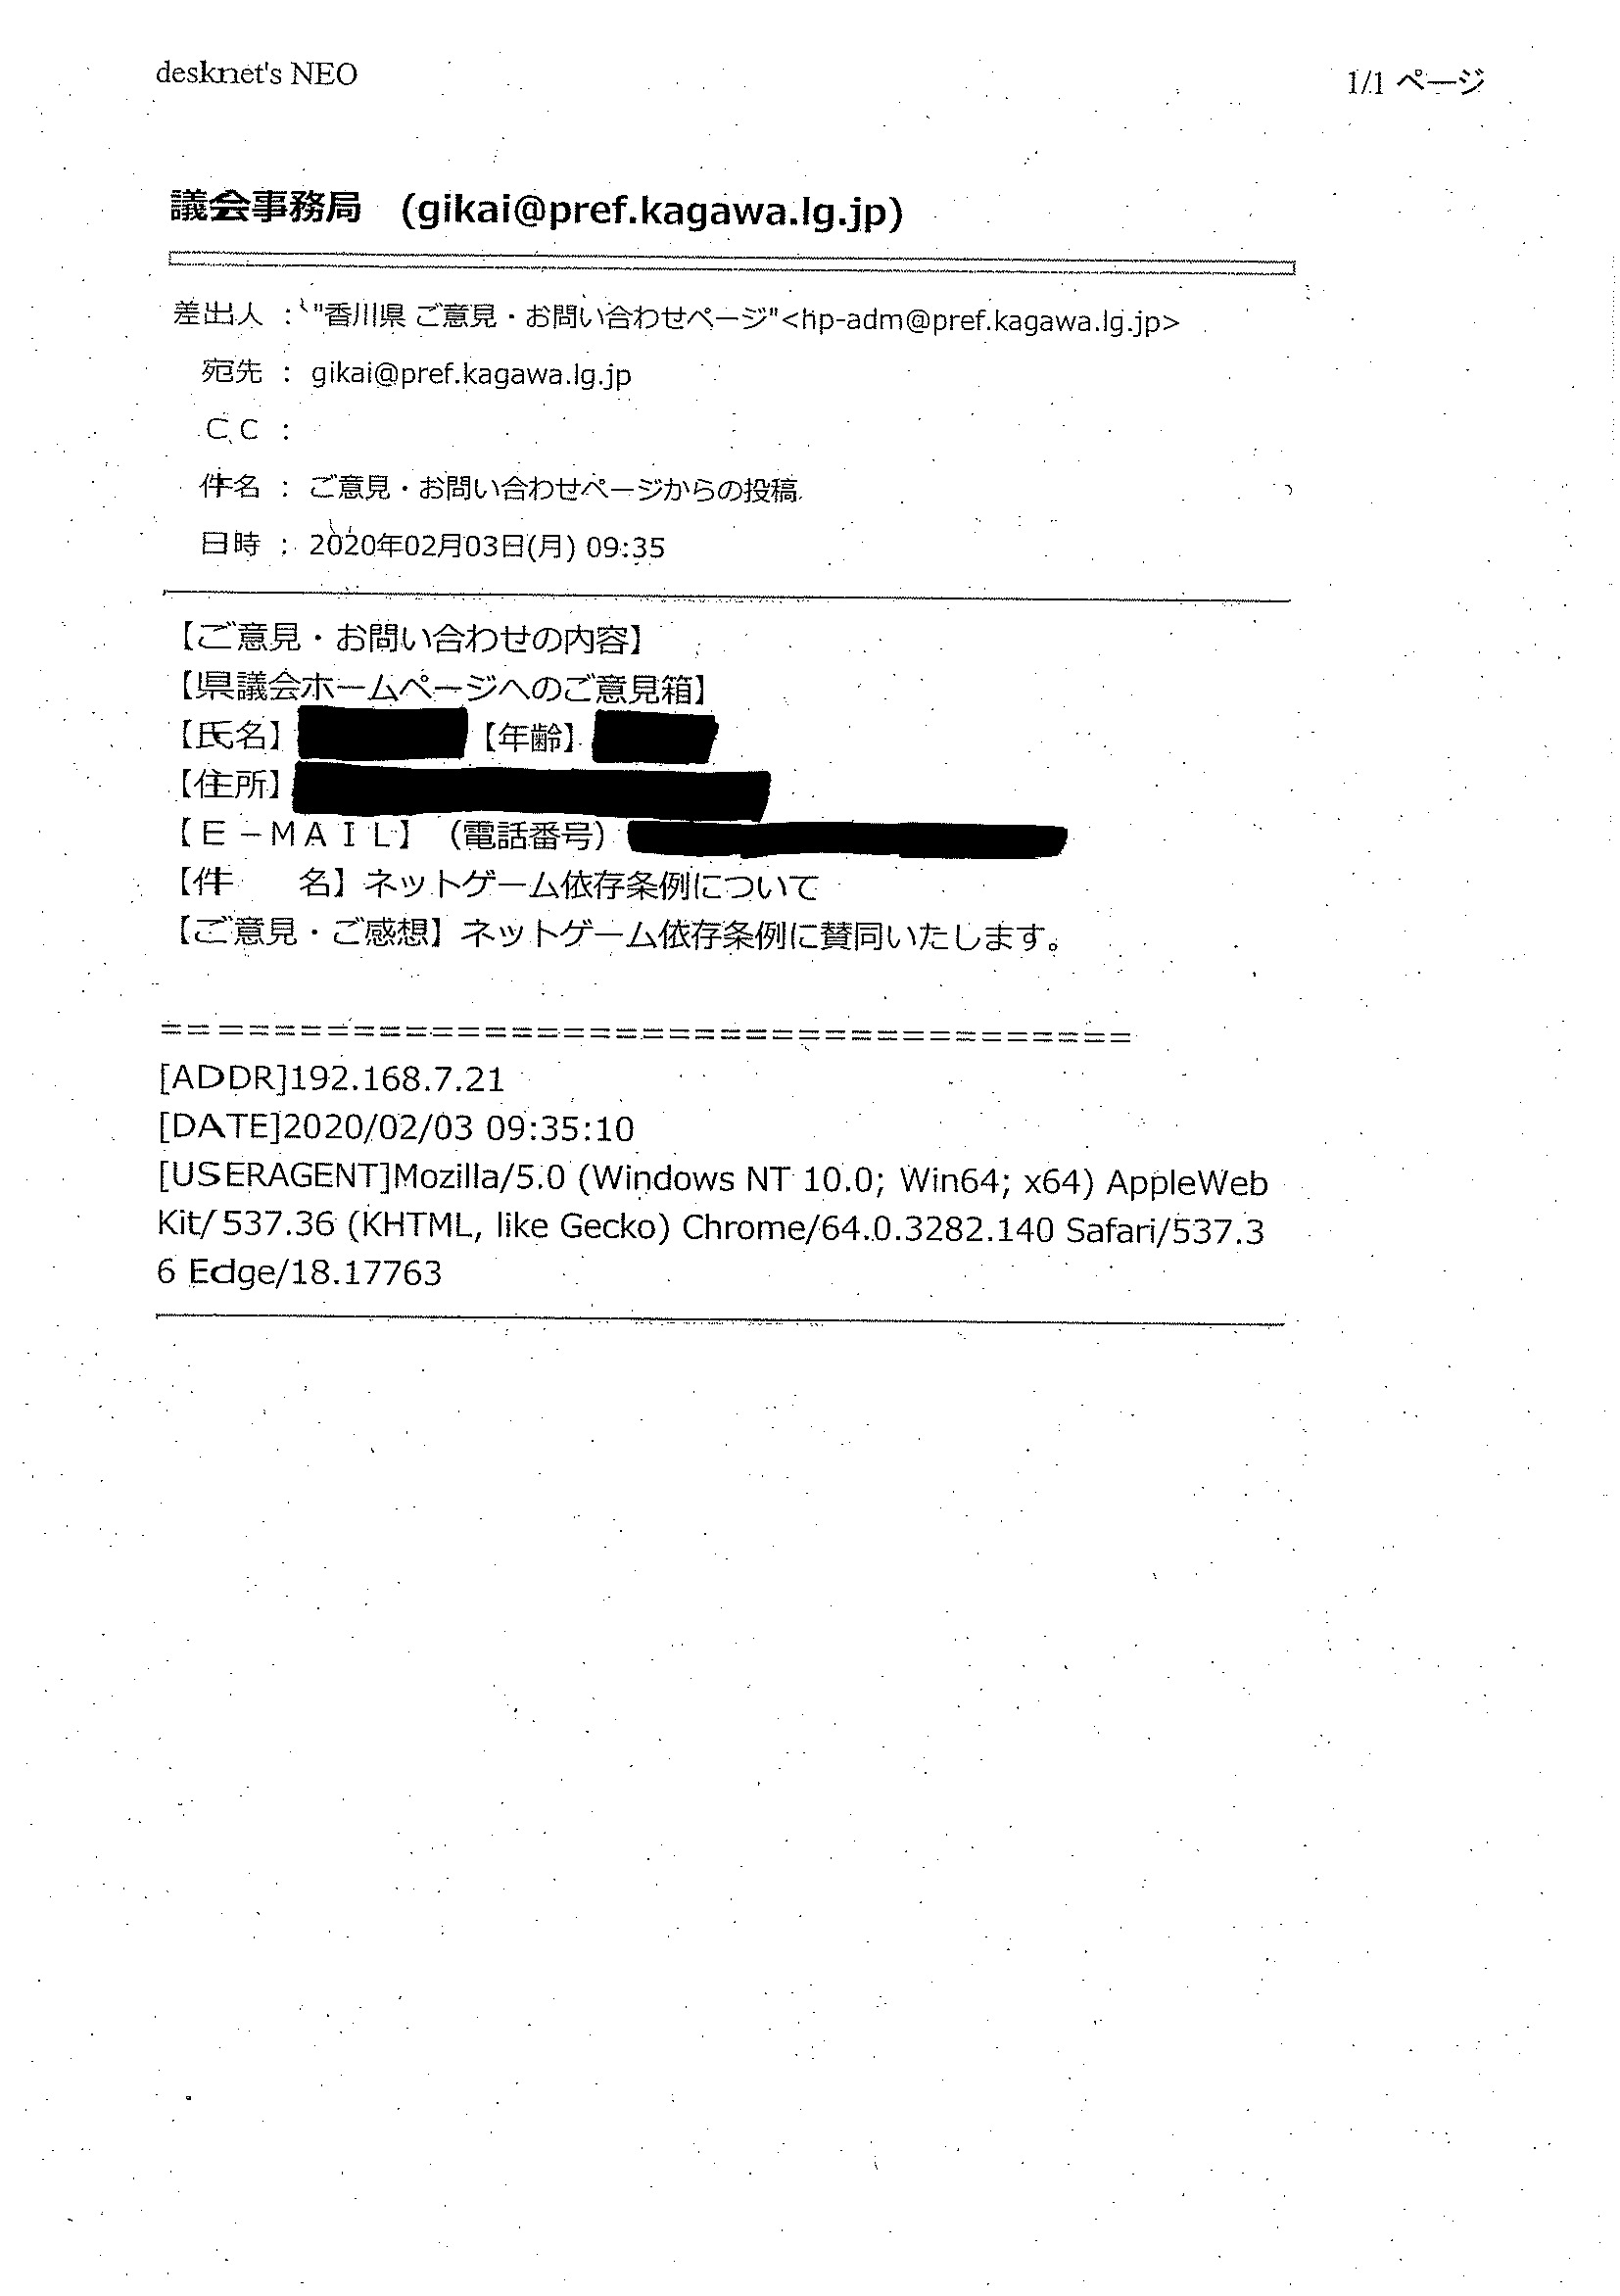 desknet's NEO
1/1 ページ
議会事務局 (gikai@pref.kagawa.lg.jp)
差出人 : "香川県 ご意見・お問い合わせページ"<hp-adm@pref.kagawa.lg.jp>
宛先 : gikai@pref.kagawa.lg.jp
CC :
件名 : ご意見・お問い合わせページからの投稿
日時 : 2020年02月03日(月) 09:35
【ご意見・お問い合わせの内容】
【県議会ホームページへのご意見箱】
【氏名】 【年齢】
【住所】
【E-MAIL】（電話番号）
【件　　名】ネットゲーム依存条例について
【ご意見・ご感想】ネットゲーム依存条例に賛同いたします。
=====================================
[ADDR]192.168.7.21
[DATE]2020/02/03 09:35:10
[USERAGENT]Mozilla/5.0 (Windows NT 10.0; Win64; x64) AppleWeb
Kit/537.36 (KHTML, like Gecko) Chrome/64.0.3282.140 Safari/537.3
6 Edge/18.17763